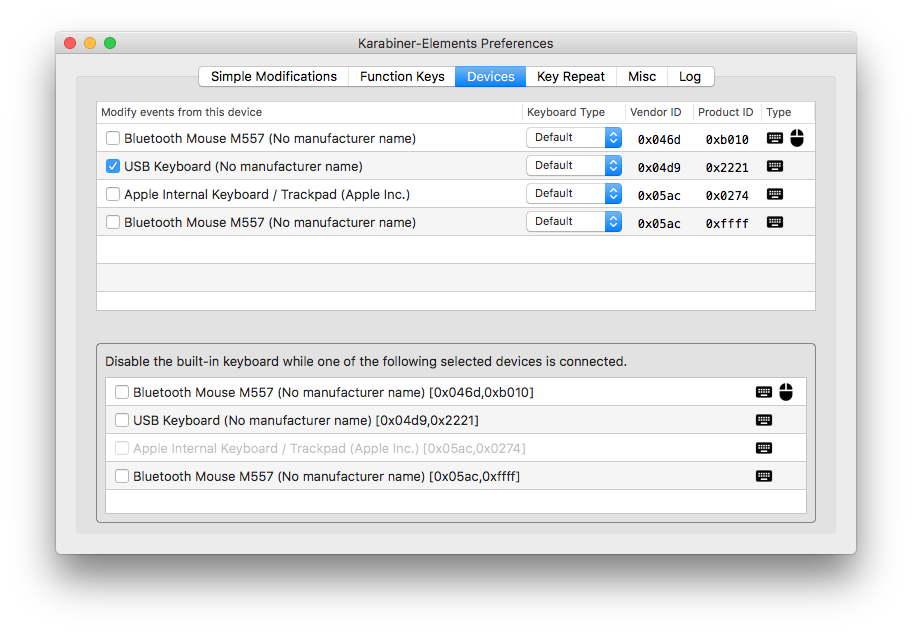 Karabiner-Elements Preferences
Simple Modifications Function Keys Devices Key Repeat Misc Log
Modify events from this device Keyboard Type Vendor ID Product ID Type
Bluetooth Mouse M557 (No manufacturer name) Default 0x046d 0xb010
USB Keyboard (No manufacturer name) Default 0x04d9 0x2221
Apple Internal Keyboard / Trackpad (Apple Inc.) Default 0x05ac 0x0274
Bluetooth Mouse M557 (No manufacturer name) Default 0x05ac 0xffff
Disable the built-in keyboard while one of the following selected devices is connected.
Bluetooth Mouse M557 (No manufacturer name) [0x046d,0xb010]
USB Keyboard (No manufacturer name) [0x04d9,0x2221]
Apple Internal Keyboard / Trackpad (Apple Inc.) [0x05ac,0x0274]
Bluetooth Mouse M557 (No manufacturer name) [0x05ac,0xffff]